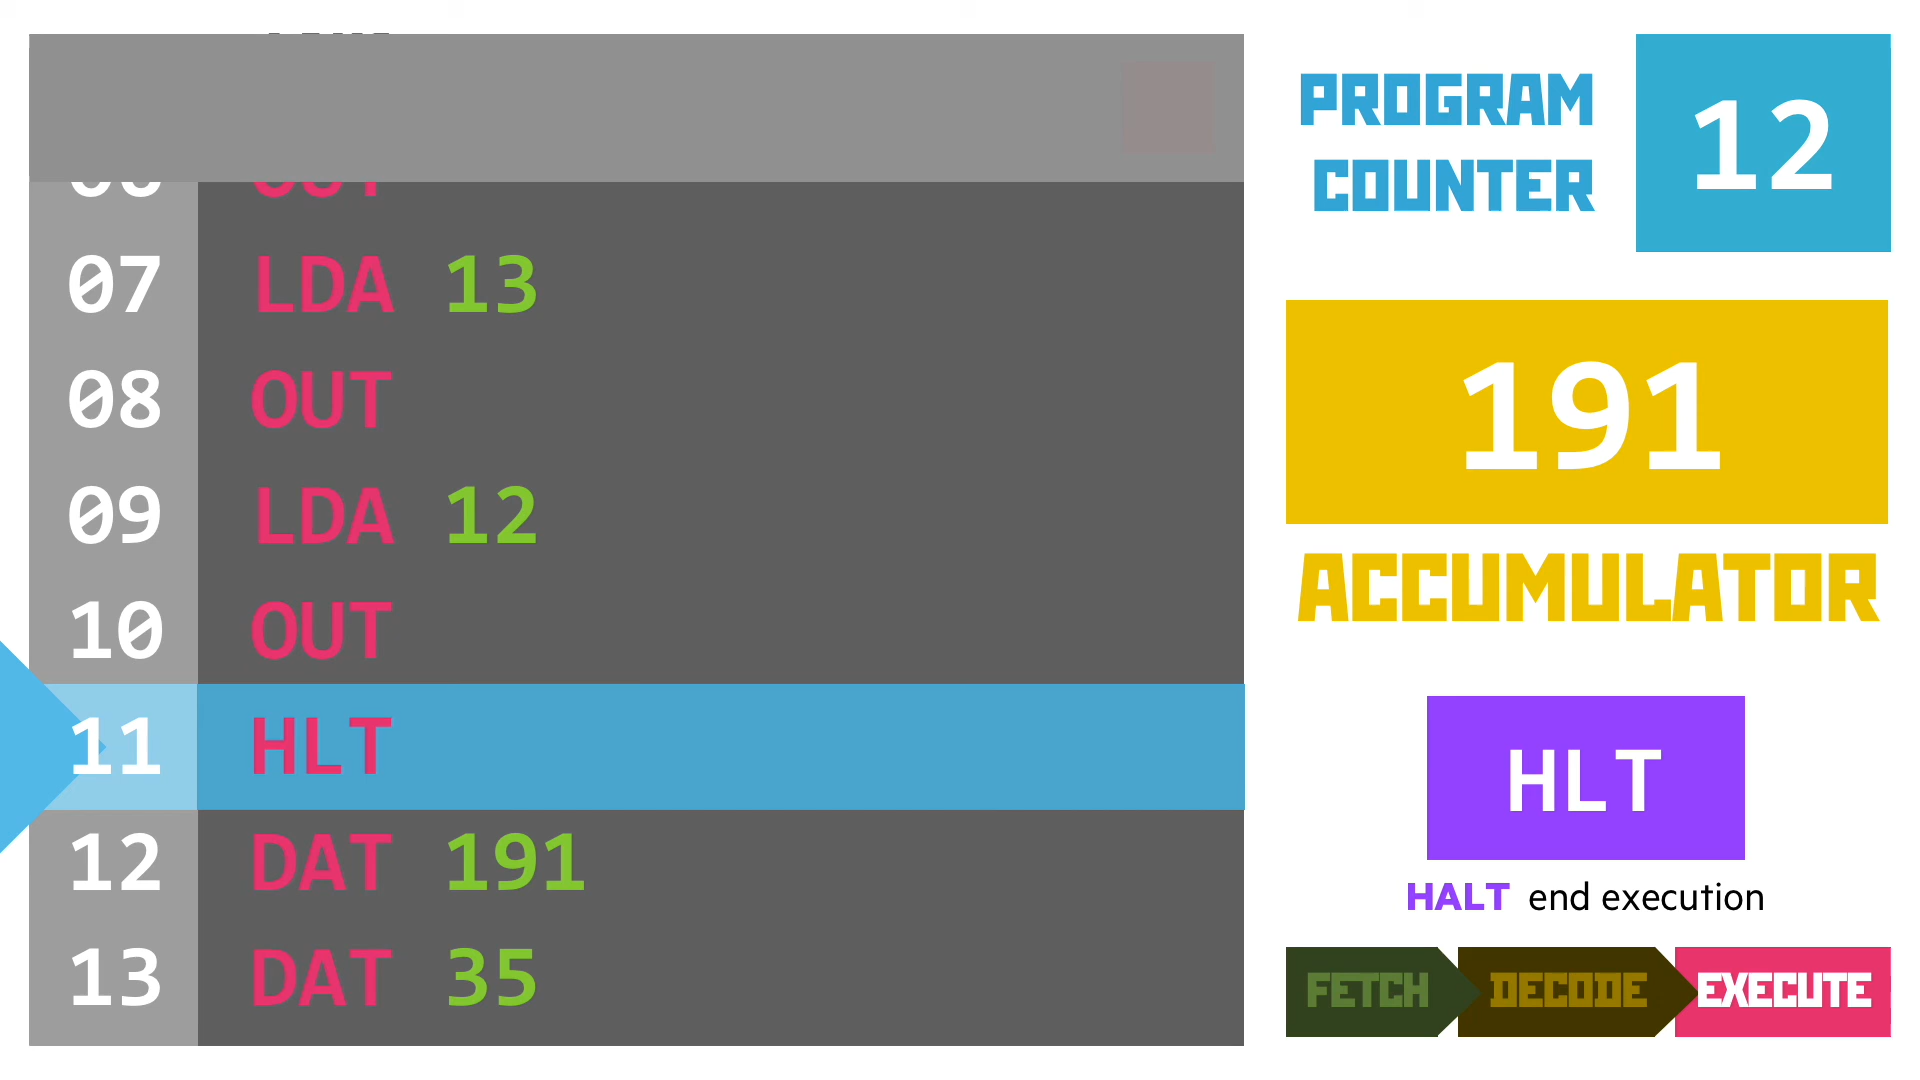 07 LDA 13
08 OUT
09 LDA 12
10 OUT
11 HLT
12 DAT 191
13 DAT 35
PROGRAM
COUNTER
12
191
ACCUMULATOR
HLT
HALT end execution
FETCH DECODE EXECUTE